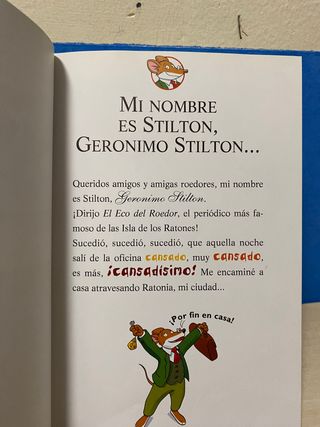 MI NOMBRE
ES STILTON,
GERONIMO STILTON...
Queridos amigos y amigas roedores, mi nombre
es Stilton, Geronimo Stilton.
¡Dirijo El Eco del Roedor, el periódico más fa-
moso de las Isla de los Ratones!
Sucedió, sucedió, sucedió, que aquella noche
salí de la oficina cansado, muy cansado,
es más, ¡cansadísimo! Me encaminé a
casa atravesando Ratonia, mi ciudad...
¡Por fin en casa!